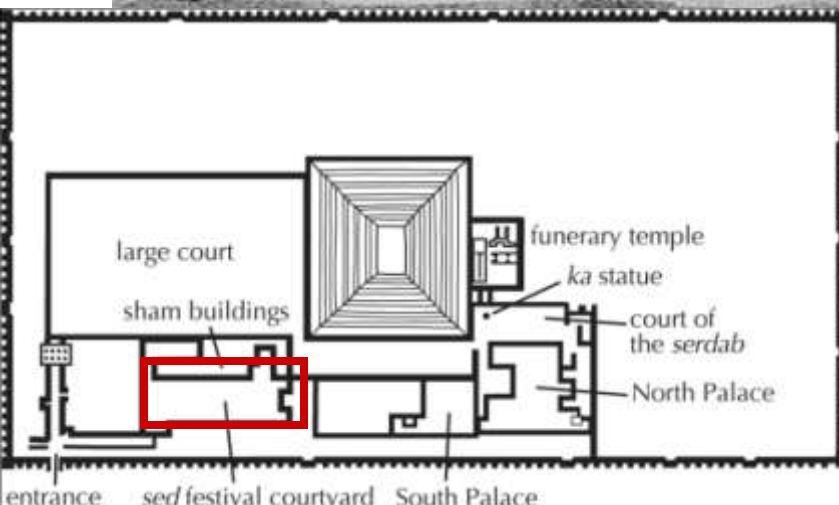 large court
funerary temple
ka statue
sham buildings
court of
the serdab
North Palace
entrance
sed festival courtyard
South Palace